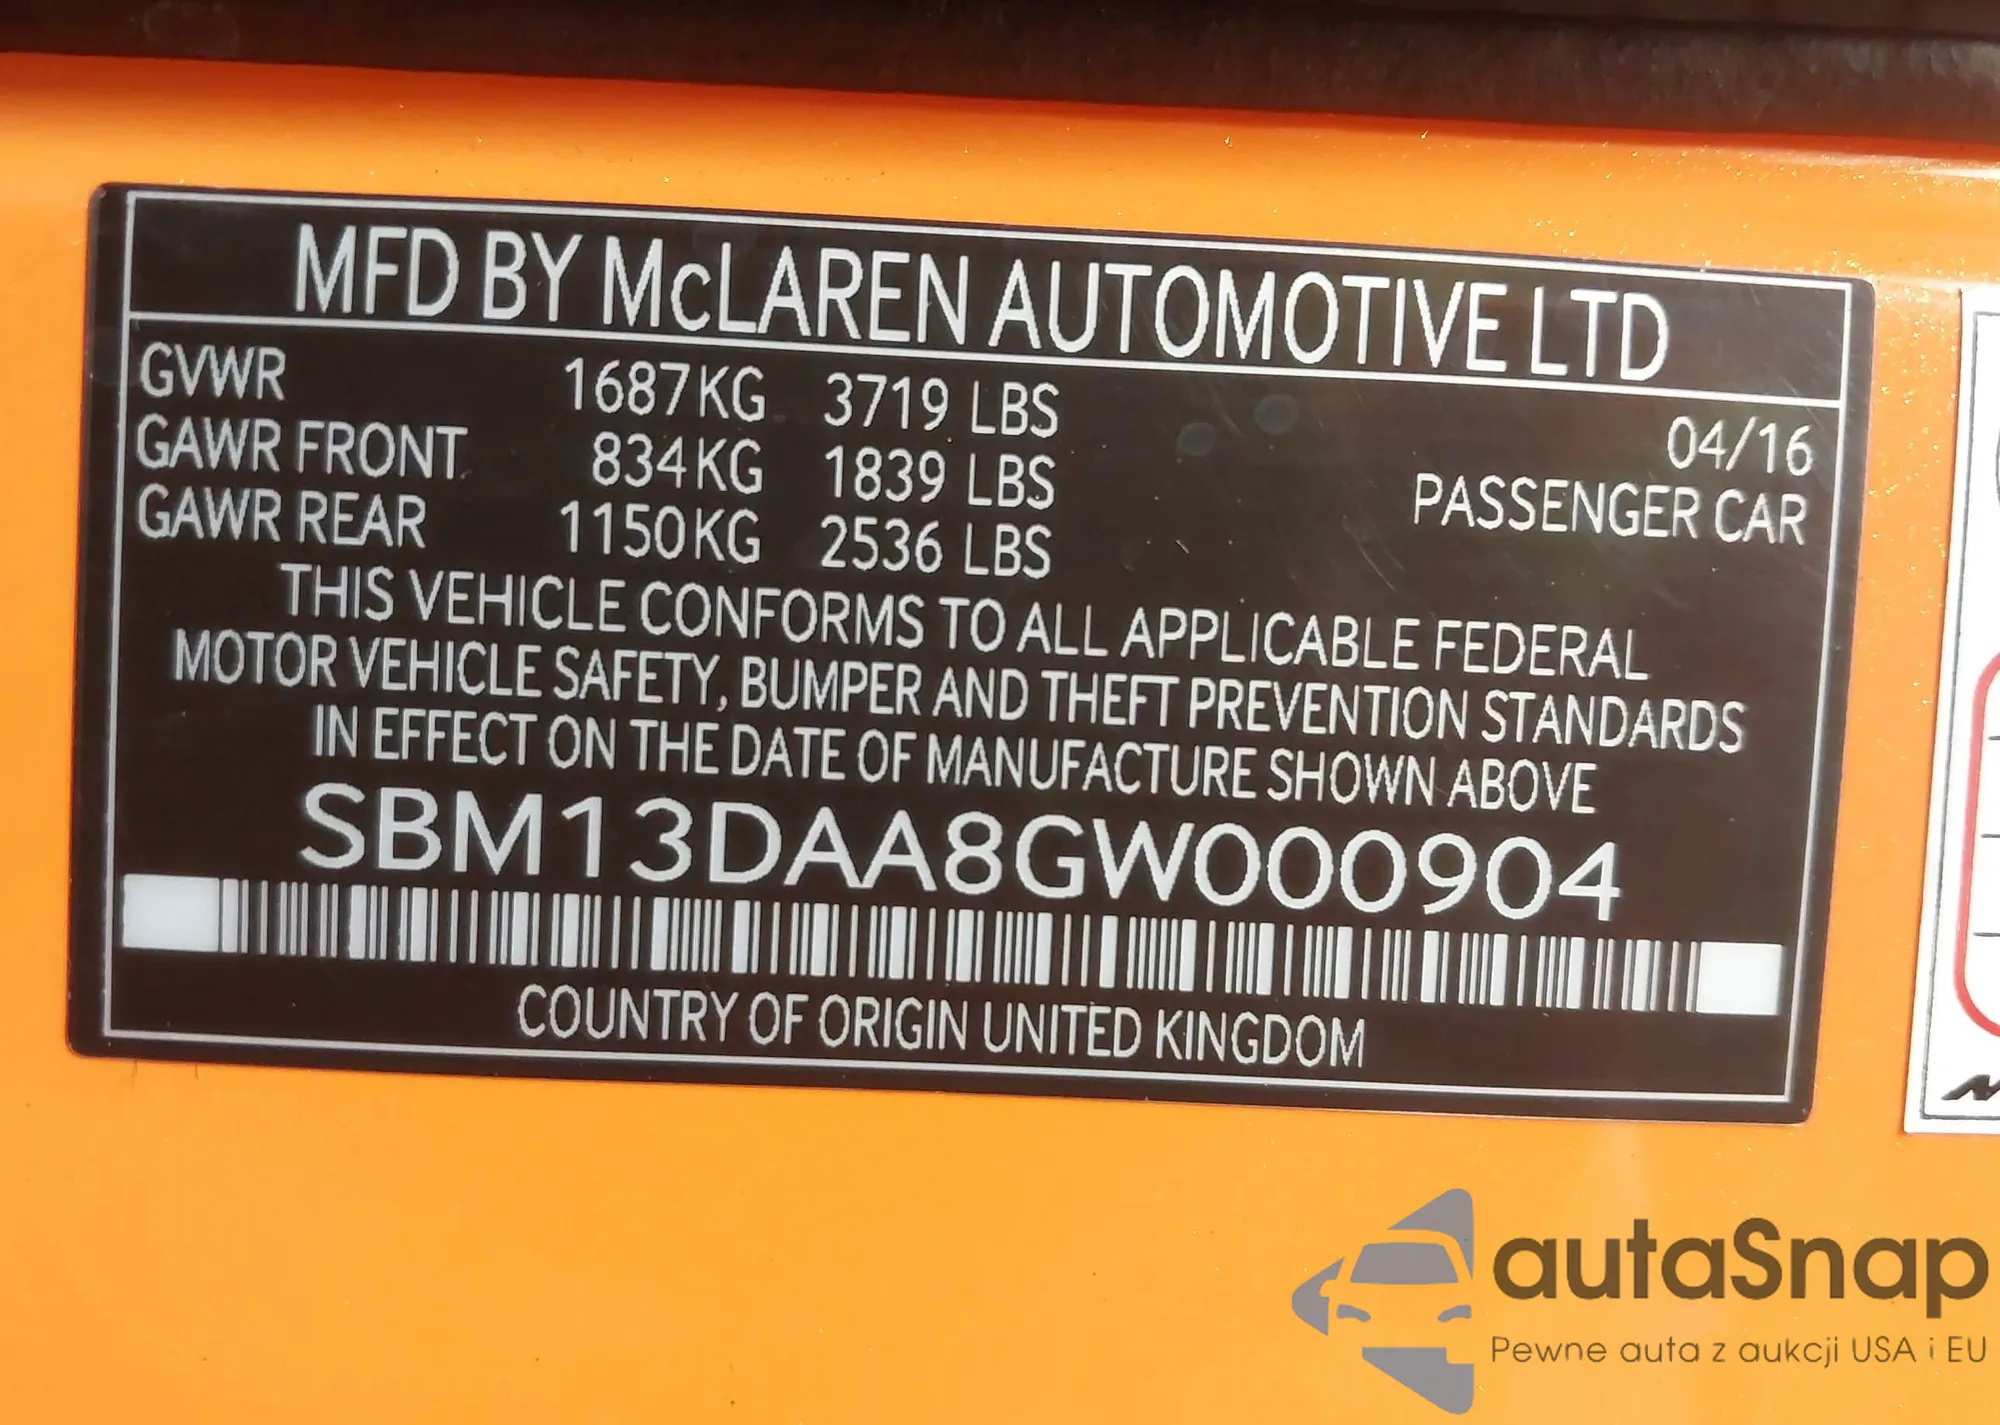 MFD BY McLAREN AUTOMOTIVE LTD
GVWR 1687KG 3719 LBS
GAWR FRONT 834KG 1839 LBS
GAWR REAR 1150KG 2536 LBS
04/16
PASSENGER CAR
THIS VEHICLE CONFORMS TO ALL APPLICABLE FEDERAL
MOTOR VEHICLE SAFETY, BUMPER AND THEFT PREVENTION STANDARDS
IN EFFECT ON THE DATE OF MANUFACTURE SHOWN ABOVE
SBM13DAA8GW000904
COUNTRY OF ORIGIN UNITED KINGDOM
autaSnap
Pewne auta z aukcji USA i EU